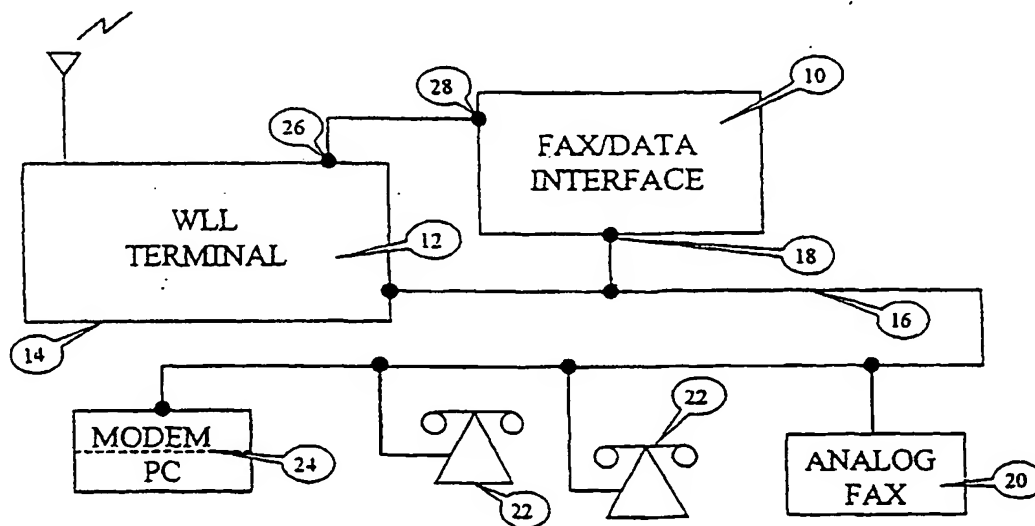 10
28
26
FAX/DATA
INTERFACE
WLL
TERMINAL
12
18
16
14
22
MODEM
PC
24
22
ANALOG
FAX
20